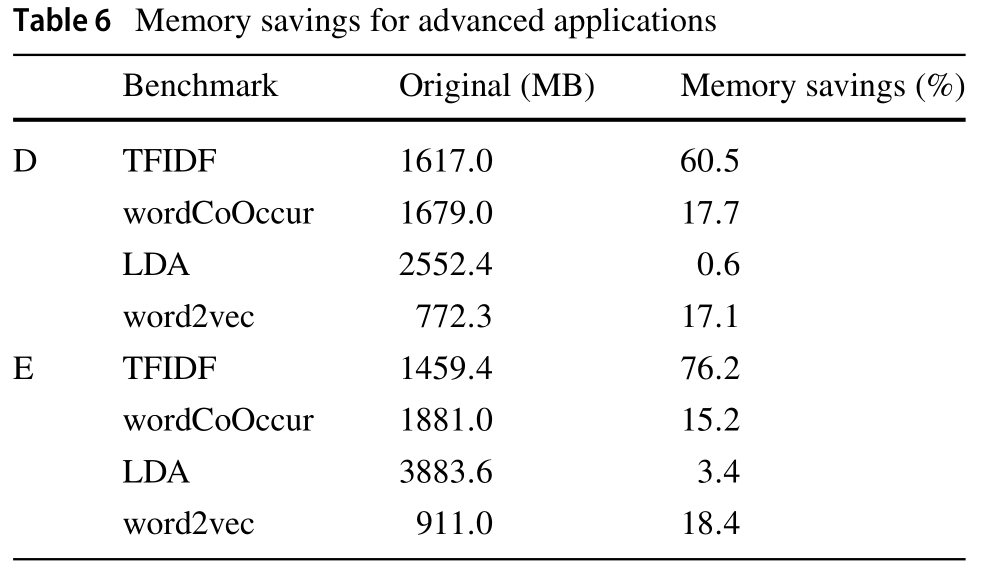 Table 6 Memory savings for advanced applications
Benchmark Original (MB) Memory savings (%)
D TFIDF 1617.0 60.5
wordCoOccur 1679.0 17.7
LDA 2552.4 0.6
word2vec 772.3 17.1
E TFIDF 1459.4 76.2
wordCoOccur 1881.0 15.2
LDA 3883.6 3.4
word2vec 911.0 18.4